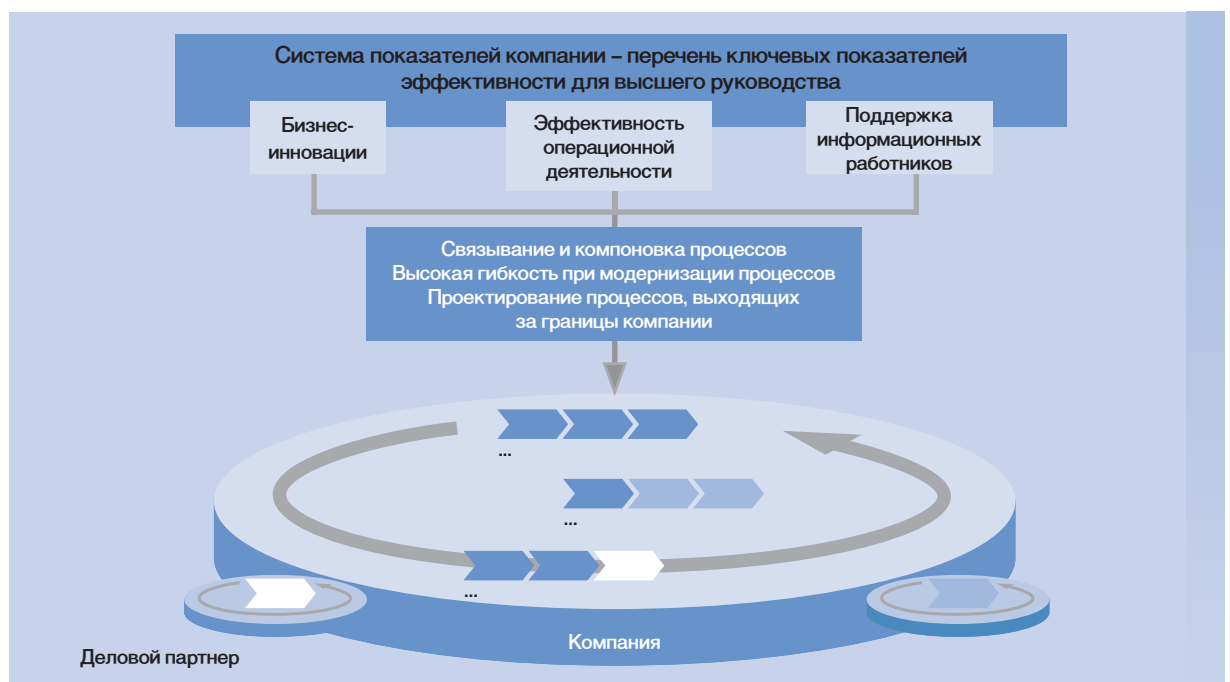 Система показателей компании – перечень ключевых показателей
эффективности для высшего руководства
Бизнес-
инновации
Эффективность
операционной
деятельности
Поддержка
информационных
работников
Связывание и компоновка процессов
Высокая гибкость при модернизации процессов
Проектирование процессов, выходящих
за границы компании
...
...
...
Компания
Деловой партнер